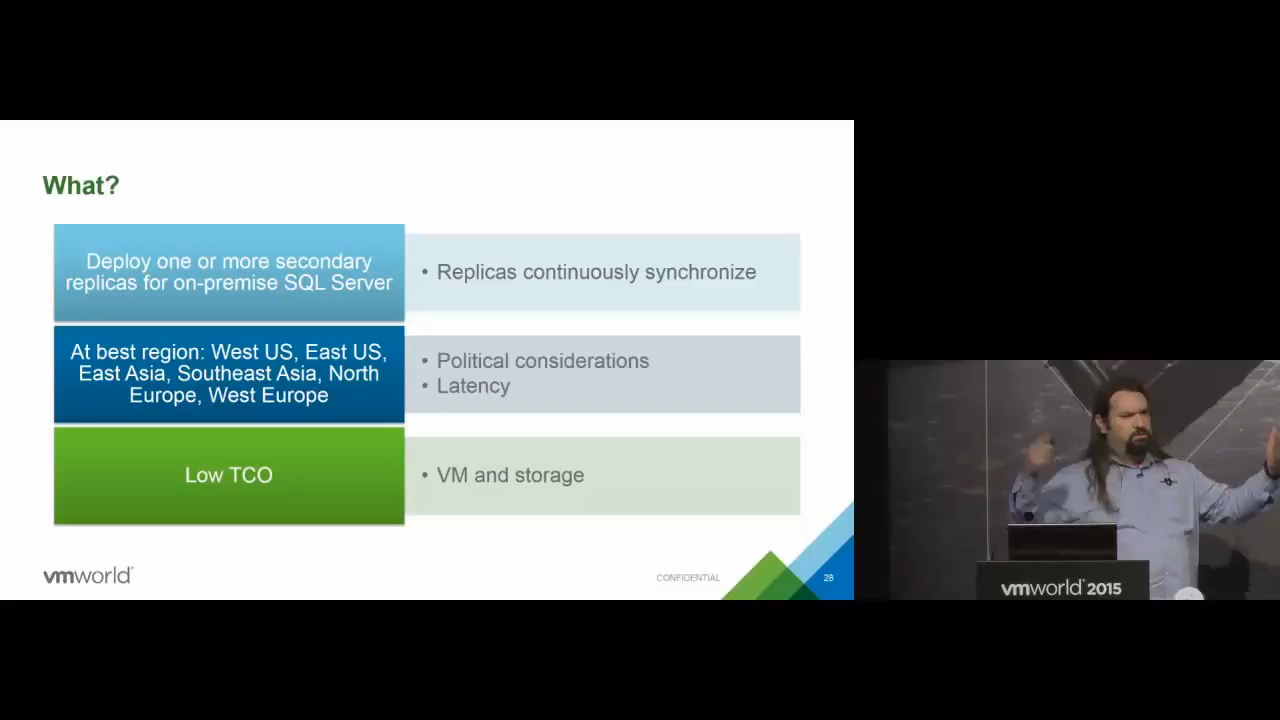 What?
Deploy one or more secondary
replicas for on-premise SQL Server
• Replicas continuously synchronize
At best region: West US, East US,
East Asia, Southeast Asia, North
Europe, West Europe
• Political considerations
• Latency
Low TCO
• VM and storage
vmworld®
CONFIDENTIAL
28
vmworld® 2015